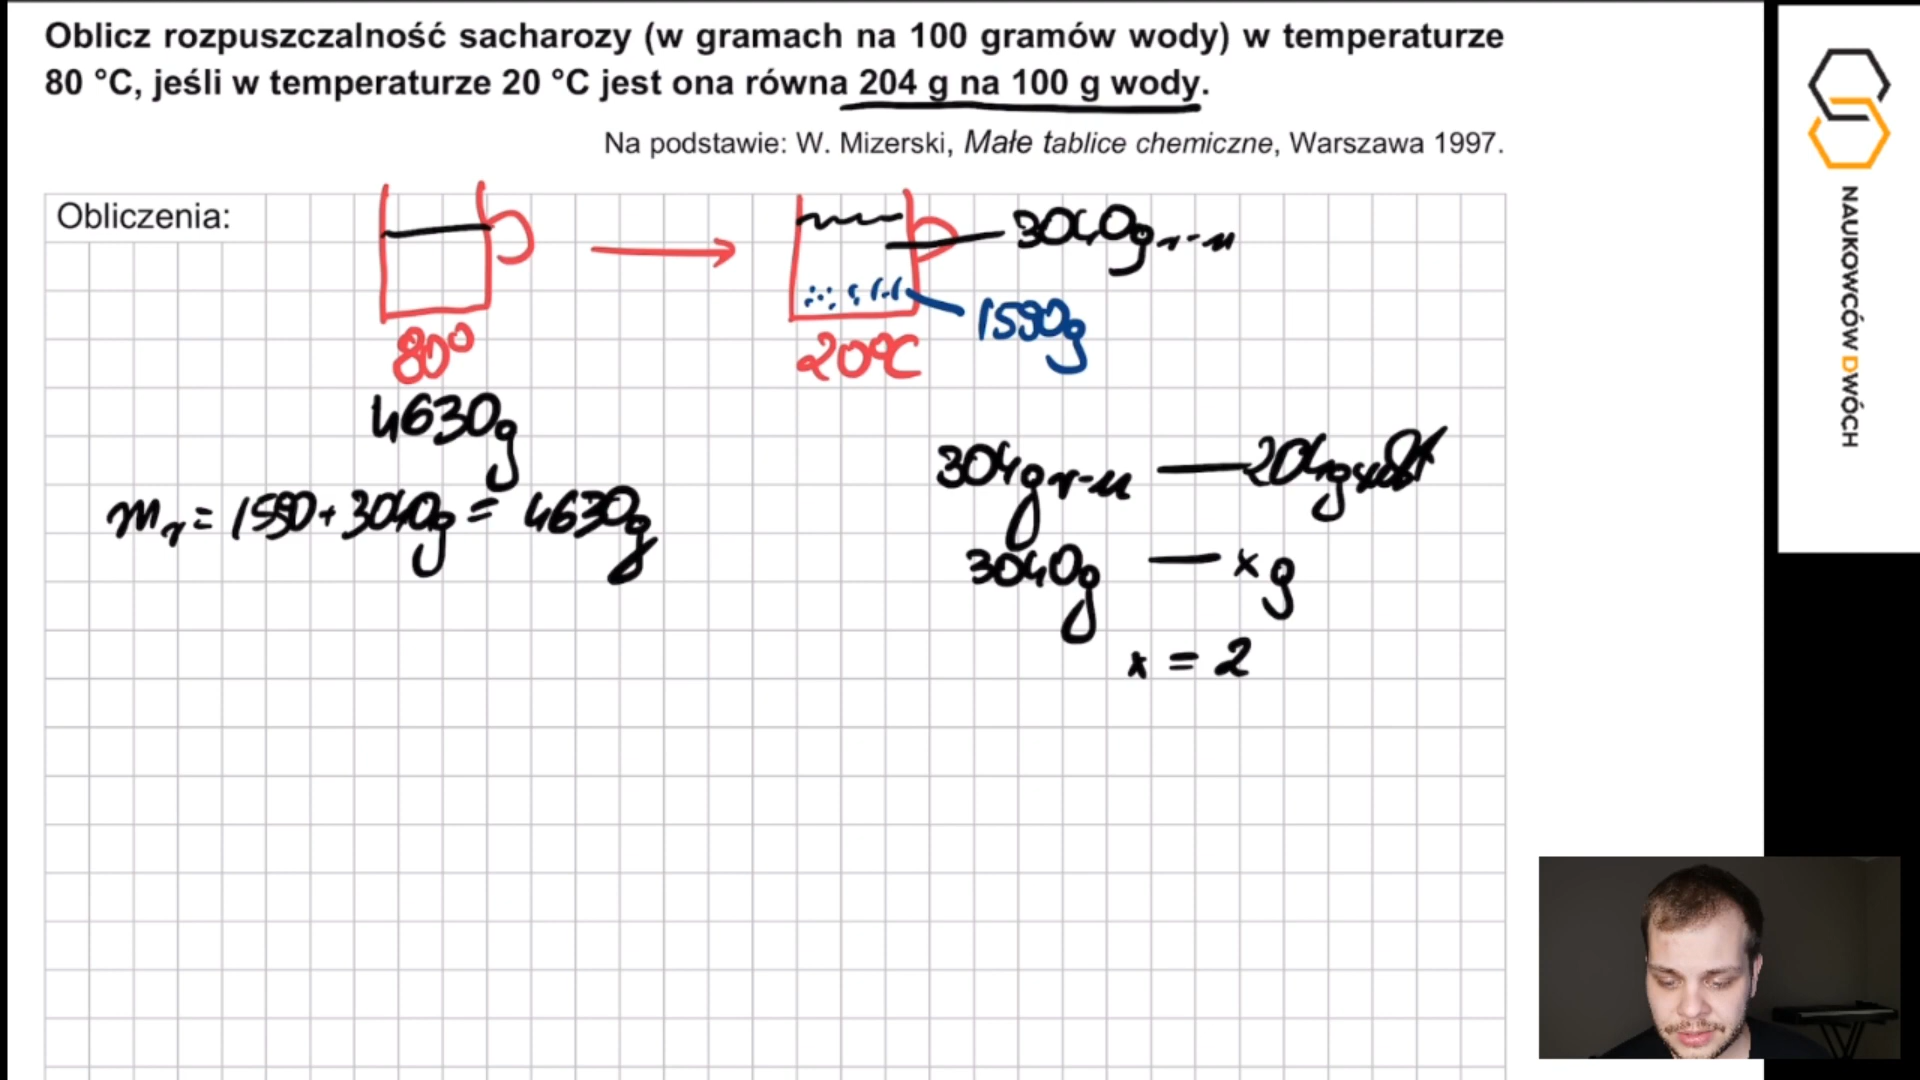 Oblicz rozpuszczalność sacharozy (w gramach na 100 gramów wody) w temperaturze
80 °C, jeśli w temperaturze 20 °C jest ona równa 204 g na 100 g wody.
Na podstawie: W. Mizerski, Małe tablice chemiczne, Warszawa 1997.
Obliczenia:
3040g r-r
1590g
80°
20°C
4630g
mr = 1590 + 3040g = 4630g
304g r-r — 204g
3040g — x g
x = 2
NAUKOWCÓW DWÓCH